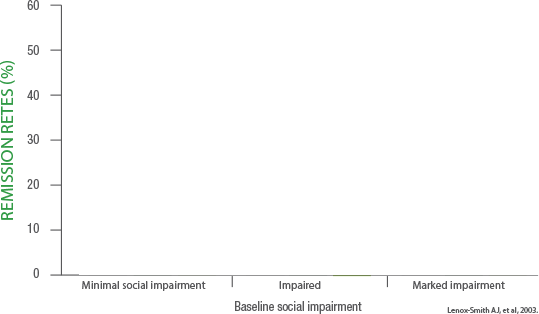 60
50
40
30
20
10
0
REMISSION RETES (%)
Minimal social impairment
Impaired
Marked impairment
Baseline social impairment
Lenox-Smith AJ, et al, 2003.